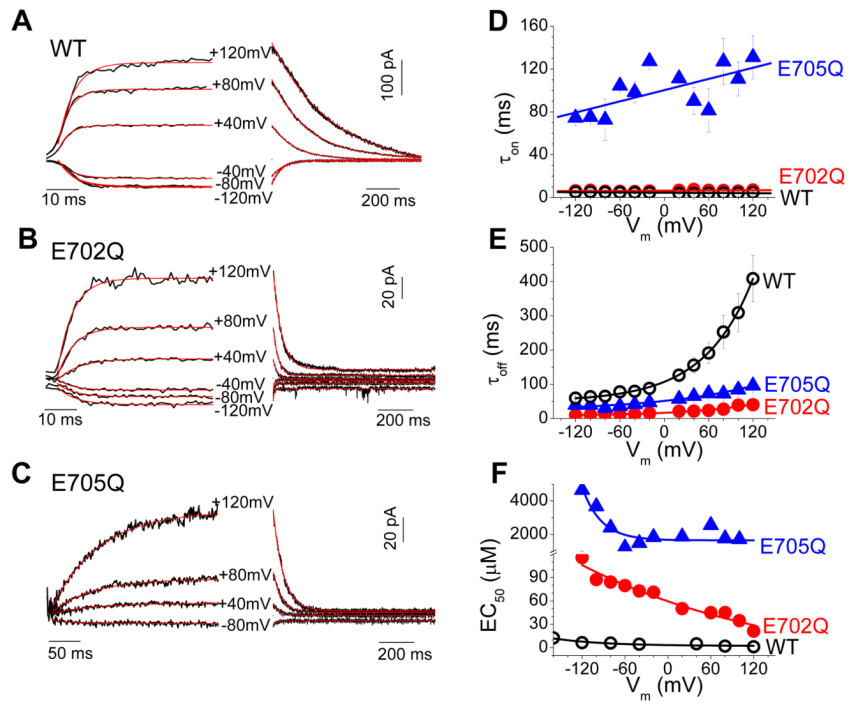 A
WT
+120mV
+80mV
+40mV
-40mV
-80mV
-120mV
100 pA
10 ms
200 ms
B
E702Q
+120mV
+80mV
+40mV
-40mV
-80mV
-120mV
20 pA
10 ms
200 ms
C
E705Q
+120mV
+80mV
+40mV
-80mV
20 pA
50 ms
200 ms
D
160
120
80
40
0
τon (ms)
E705Q
E702Q
WT
-120 -60 0 60 120
Vm (mV)
E
500
400
300
200
100
0
τoff (ms)
WT
E705Q
E702Q
-120 -60 0 60 120
Vm (mV)
F
4000
2000
90
60
30
0
EC50 (μM)
E705Q
E702Q
WT
-120 -60 0 60 120
Vm (mV)